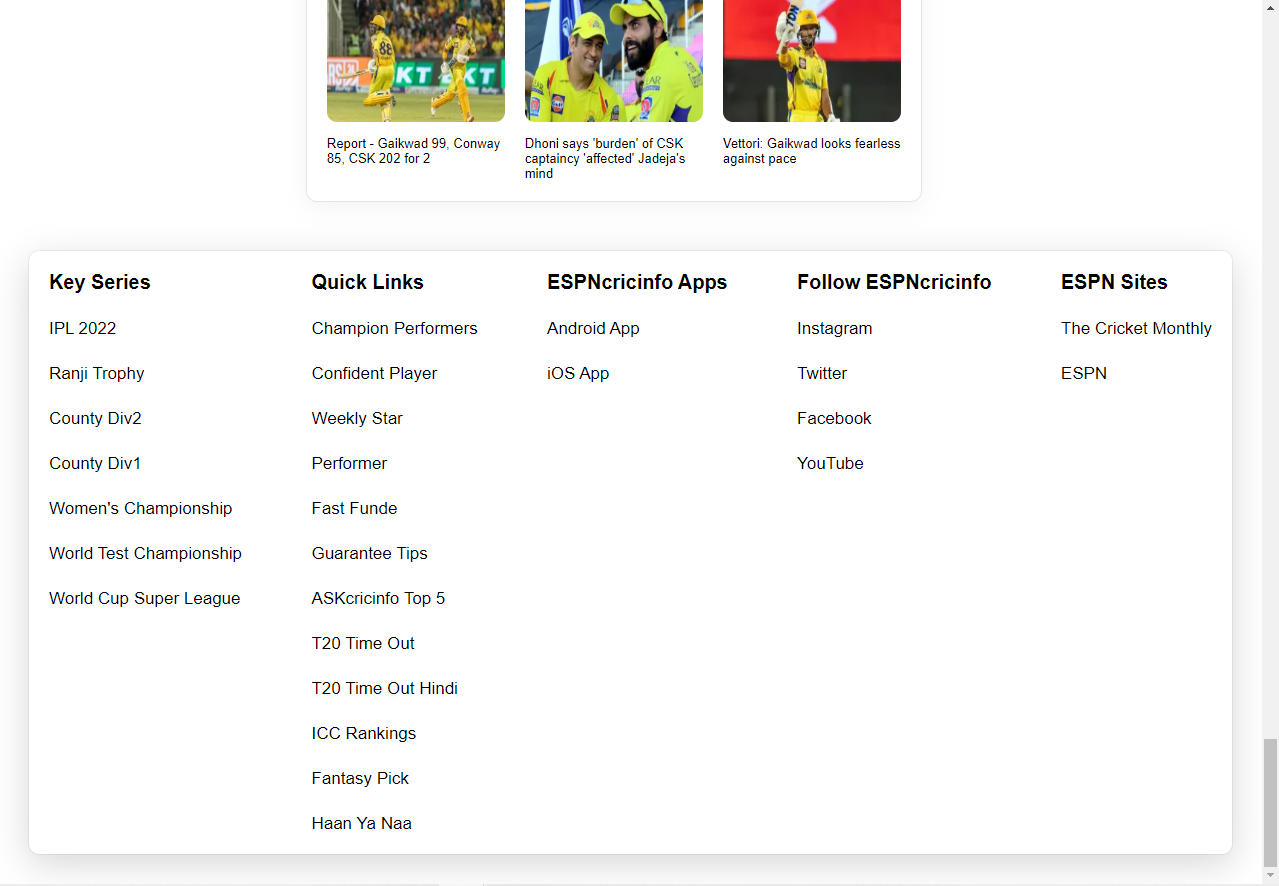 88
KT
KT
Report - Gaikwad 99, Conway
85, CSK 202 for 2
Dhoni says 'burden' of CSK
captaincy 'affected' Jadeja's
mind
Vettori: Gaikwad looks fearless
against pace
Key Series
IPL 2022
Ranji Trophy
County Div2
County Div1
Women's Championship
World Test Championship
World Cup Super League
Quick Links
Champion Performers
Confident Player
Weekly Star
Performer
Fast Funde
Guarantee Tips
ASKcricinfo Top 5
T20 Time Out
T20 Time Out Hindi
ICC Rankings
Fantasy Pick
Haan Ya Naa
ESPNcricinfo Apps
Android App
iOS App
Follow ESPNcricinfo
Instagram
Twitter
Facebook
YouTube
ESPN Sites
The Cricket Monthly
ESPN